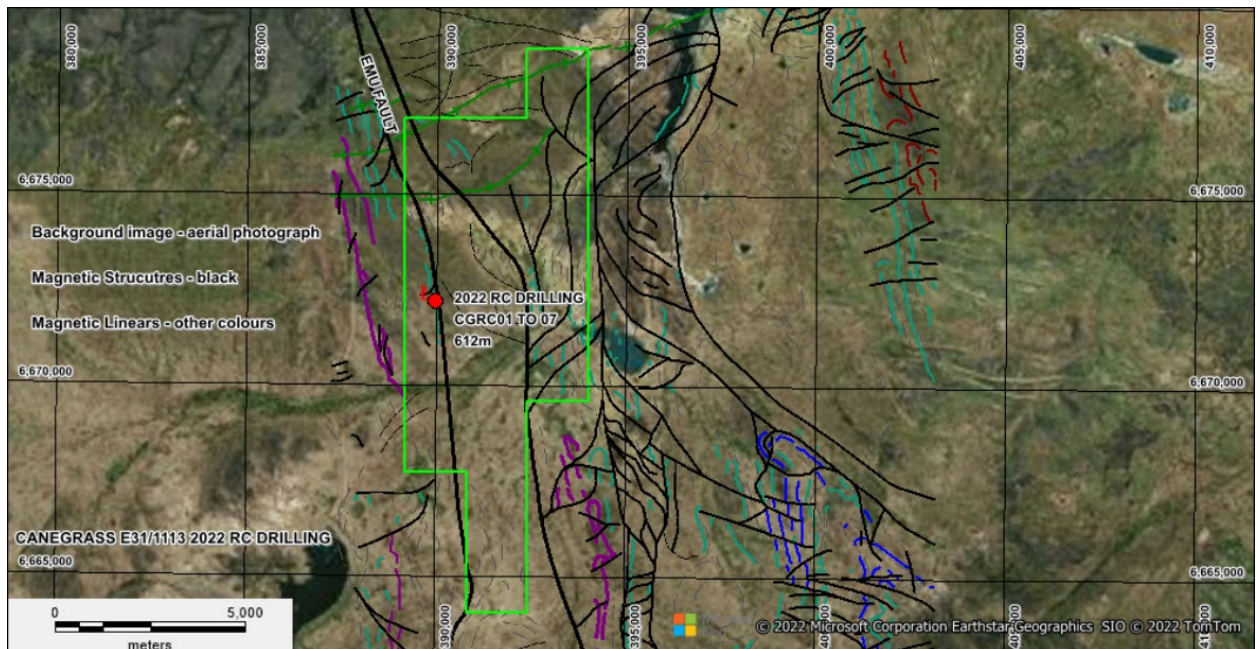 380,000
385,000
390,000
395,000
400,000
405,000
410,000
EMU FAULT
6,675,000
6,675,000
Background image - aerial photograph
Magnetic Strucutres - black
Magnetic Linears - other colours
2022 RC DRILLING
CGRC01 TO 07
612m
6,670,000
6,670,000
CANEGRASS E31/1113 2022 RC DRILLING
6,665,000
6,665,000
0 5,000
meters
390,000
395,000
405,000
410,000
© 2022 Microsoft Corporation Earthstar Geographics SIO © 2022 TomTom